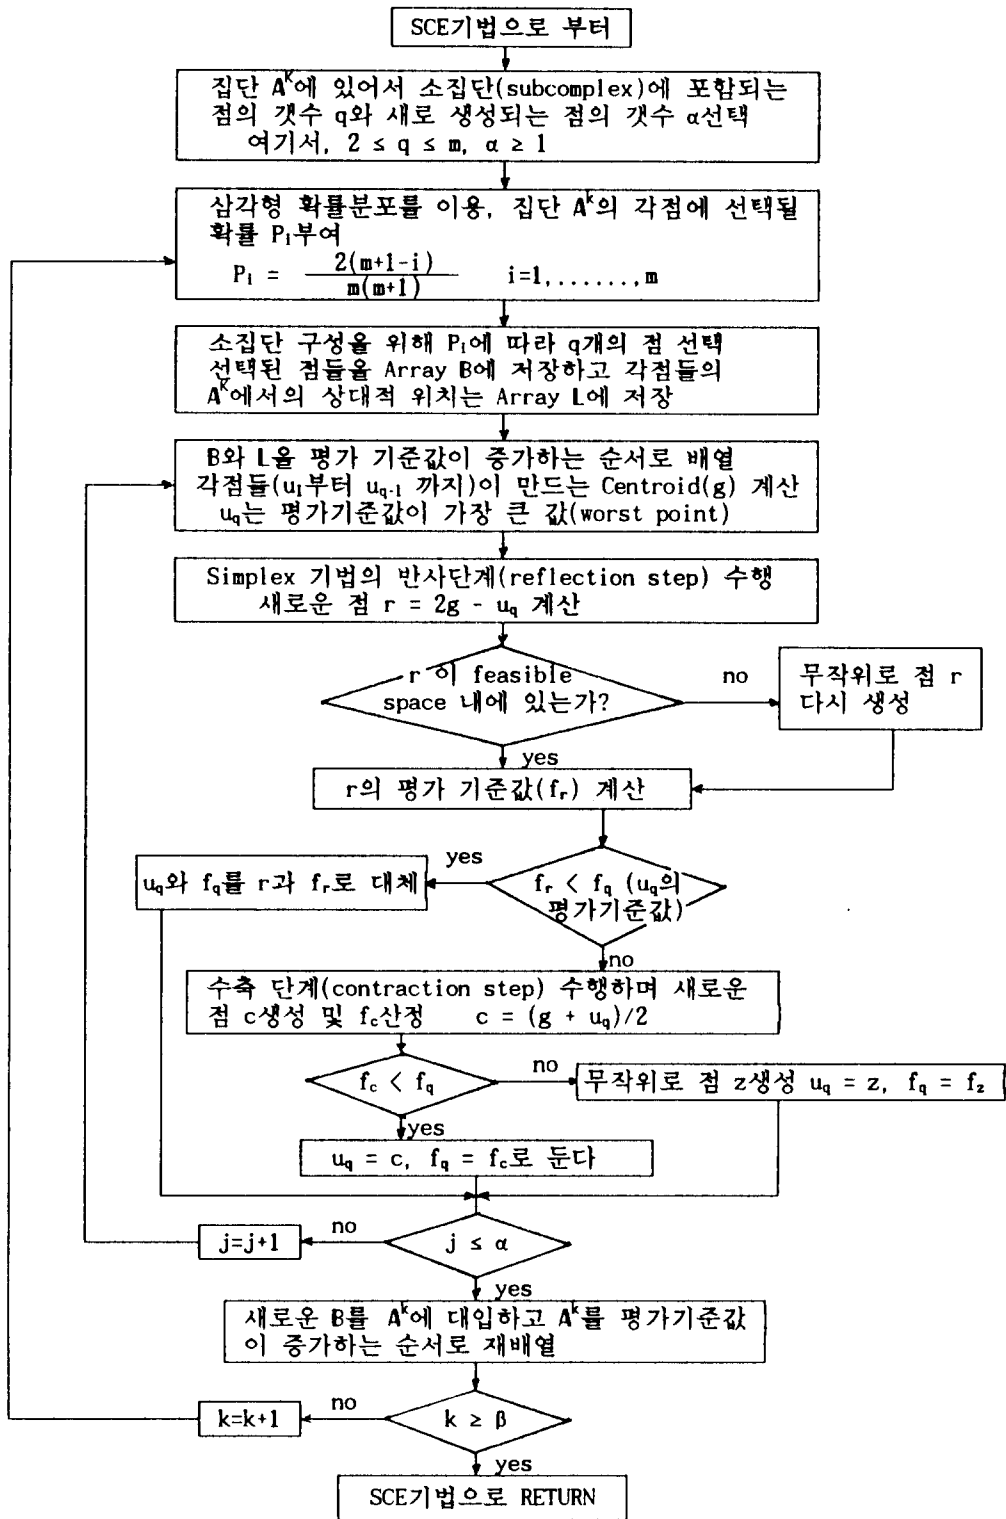 SCE기법으로 부터
집단 Aᴷ에 있어서 소집단(subcomplex)에 포함되는
점의 갯수 q와 새로 생성되는 점의 갯수 α선택
여기서, 2 ≤ q ≤ m, α ≥ 1
삼각형 확률분포를 이용, 집단 Aᵏ의 각점에 선택될
확률 Pᵢ부여
Pᵢ = 2(m+1-i) / m(m+1) i=1,.......,m
소집단 구성을 위해 Pᵢ에 따라 q개의 점 선택
선택된 점들을 Array B에 저장하고 각점들의
Aᴷ에서의 상대적 위치는 Array L에 저장
B와 L을 평가 기준값이 증가하는 순서로 배열
각점들(u₁부터 u_q-1 까지)이 만드는 Centroid(g) 계산
u_q는 평가기준값이 가장 큰 값(worst point)
Simplex 기법의 반사단계(reflection step) 수행
새로운 점 r = 2g - u_q 계산
r 이 feasible
space 내에 있는가?
no
무작위로 점 r
다시 생성
yes
r의 평가 기준값(f_r) 계산
yes
u_q와 f_q를 r과 f_r로 대체
f_r < f_q (u_q의
평가기준값)
no
수축 단계(contraction step) 수행하며 새로운
점 c생성 및 f_c산정 c = (g + u_q)/2
f_c < f_q
no
무작위로 점 z생성 u_q = z, f_q = f_z
yes
u_q = c, f_q = f_c로 둔다
j=j+1
no
j ≤ α
yes
새로운 B를 Aᵏ에 대입하고 Aᵏ를 평가기준값
이 증가하는 순서로 재배열
k=k+1
no
k ≥ β
yes
SCE기법으로 RETURN